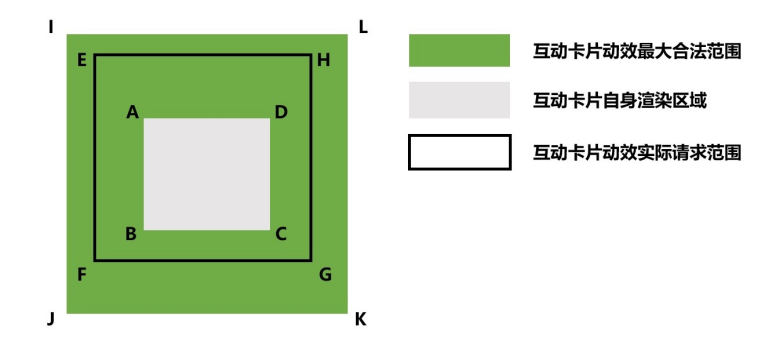 I L
E H
A D
B C
F G
J K
互动卡片动效最大合法范围
互动卡片自身渲染区域
互动卡片动效实际请求范围